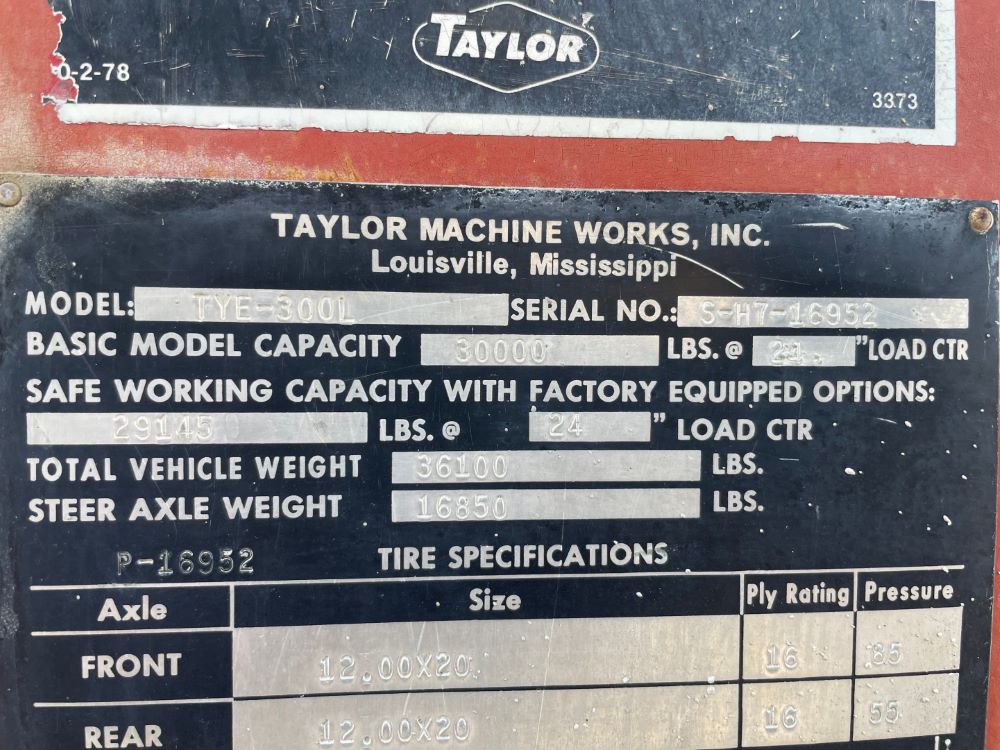 TAYLOR
0-2-78
3373
TAYLOR MACHINE WORKS, INC.
Louisville, Mississippi
MODEL: TYE-300L SERIAL NO.: S-H7-16952
BASIC MODEL CAPACITY 30000 LBS. @ 24 " LOAD CTR
SAFE WORKING CAPACITY WITH FACTORY EQUIPPED OPTIONS:
29145 LBS. @ 24 " LOAD CTR
TOTAL VEHICLE WEIGHT 36100 LBS.
STEER AXLE WEIGHT 16850 LBS.
P-16952 TIRE SPECIFICATIONS
Axle Size Ply Rating Pressure
FRONT 12.00X20 16 85
REAR 12.00X20 16 55